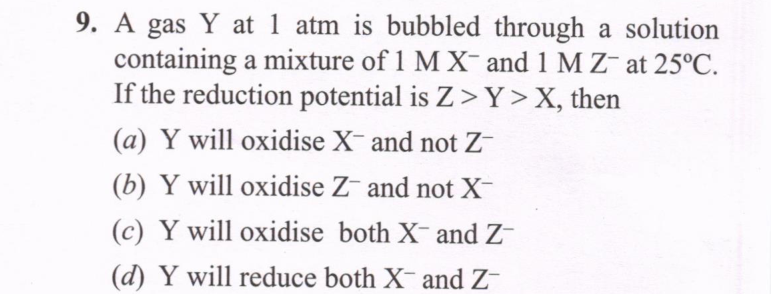 9. A gas Y at 1 atm is bubbled through a solution
containing a mixture of 1 M X⁻ and 1 M Z⁻ at 25ºC.
If the reduction potential is Z > Y > X, then
(a) Y will oxidise X⁻ and not Z⁻
(b) Y will oxidise Z⁻ and not X⁻
(c) Y will oxidise both X⁻ and Z⁻
(d) Y will reduce both X⁻ and Z⁻